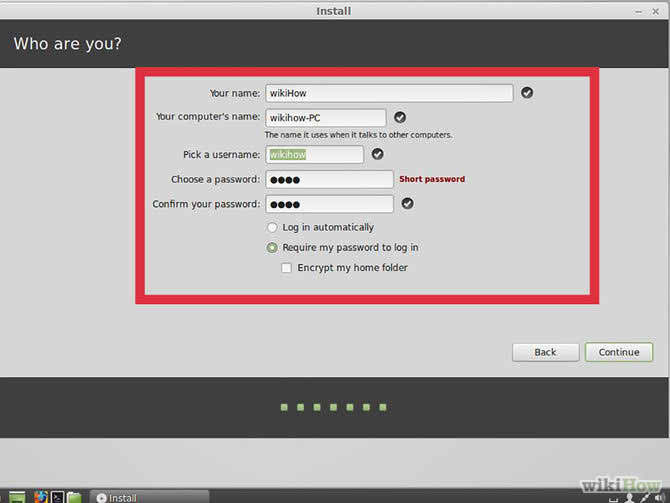 Install
Who are you?
Your name: wikiHow
Your computer's name: wikihow-PC
The name it uses when it talks to other computers.
Pick a username: wikihow
Choose a password: ●●●● Short password
Confirm your password: ●●●●
Log in automatically
Require my password to log in
Encrypt my home folder
Back Continue
Install
wikiHow